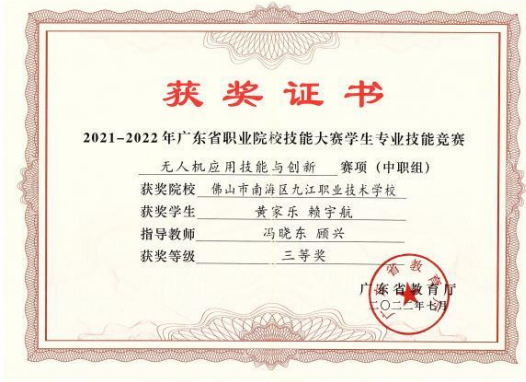 获奖证书
2021-2022年广东省职业院校技能大赛学生专业技能竞赛
无人机应用技能与创新 赛项（中职组）
获奖院校 佛山市南海区九江职业技术学校
获奖学生 黄家乐 赖宇航
指导教师 冯晓东 顾兴
获奖等级 三等奖
广东省教育厅
二〇二二年七月